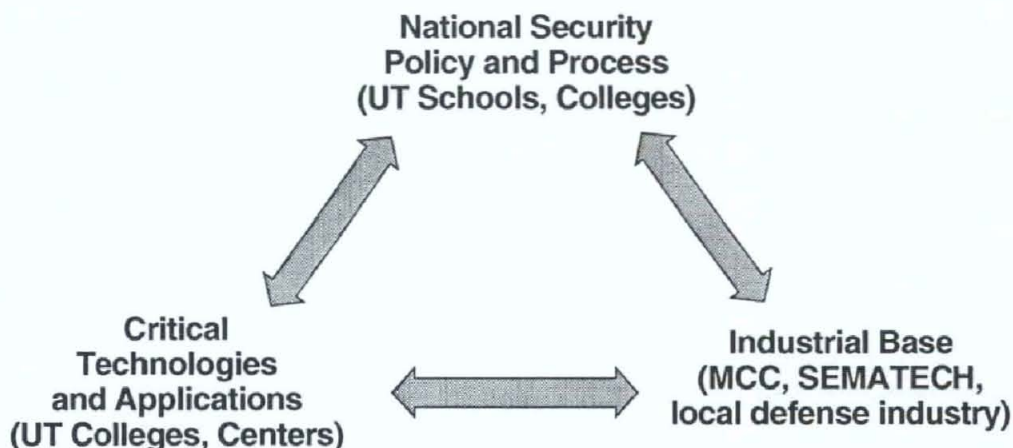 National Security
Policy and Process
(UT Schools, Colleges)
Critical
Technologies
and Applications
(UT Colleges, Centers)
Industrial Base
(MCC, SEMATECH,
local defense industry)